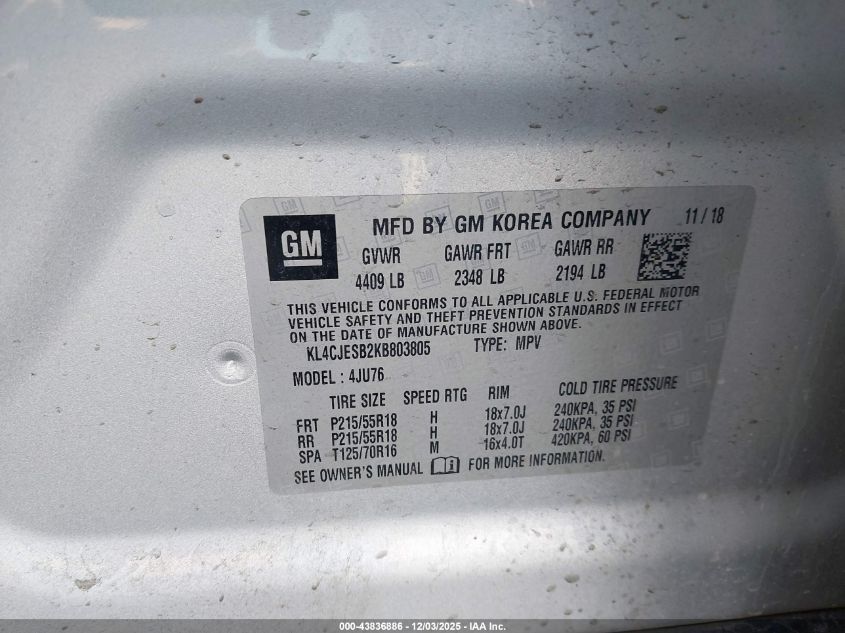 GM
MFD BY GM KOREA COMPANY 11/18
GVWR GAWR FRT GAWR RR
4409 LB 2348 LB 2194 LB
THIS VEHICLE CONFORMS TO ALL APPLICABLE U.S. FEDERAL MOTOR
VEHICLE SAFETY AND THEFT PREVENTION STANDARDS IN EFFECT
ON THE DATE OF MANUFACTURE SHOWN ABOVE.
KL4CJESB2KB803805 TYPE: MPV
MODEL : 4JU76
TIRE SIZE SPEED RTG RIM COLD TIRE PRESSURE
FRT P215/55R18 H 18x7.0J 240KPA, 35 PSI
RR P215/55R18 H 18x7.0J 240KPA, 35 PSI
SPA T125/70R16 M 16x4.0T 420KPA, 60 PSI
SEE OWNER'S MANUAL FOR MORE INFORMATION.
000-43836886 - 12/03/2025 - IAA Inc.